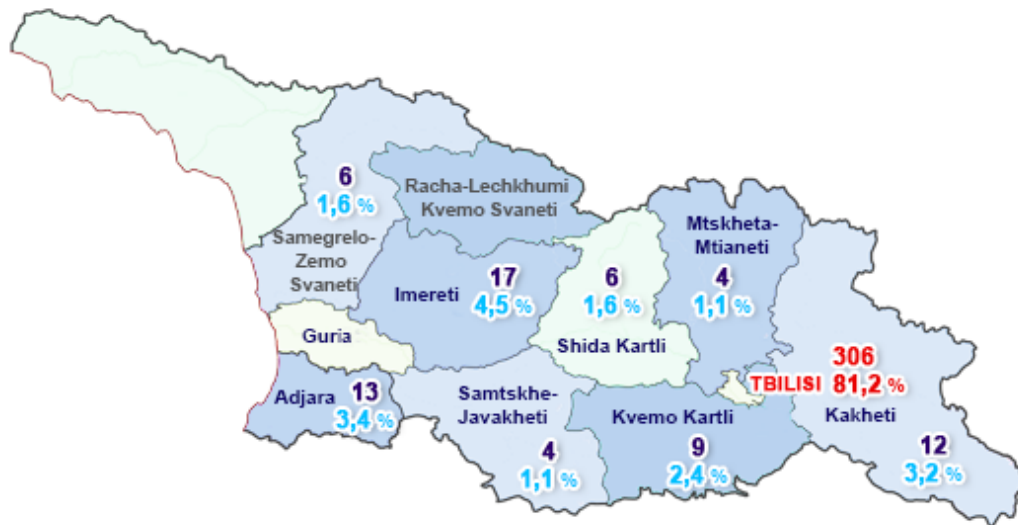 6
1,6 %
Samegrelo-
Zemo
Svaneti
Racha-Lechkhumi
Kvemo Svaneti
Mtskheta-
Mtianeti
4
1,1 %
Imereti
17
4,5 %
6
1,6 %
Shida Kartli
Guria
306
TBILISI 81,2 %
Kakheti
12
3,2 %
Adjara
13
3,4 %
Samtskhe-
Javakheti
4
1,1 %
Kvemo Kartli
9
2,4 %